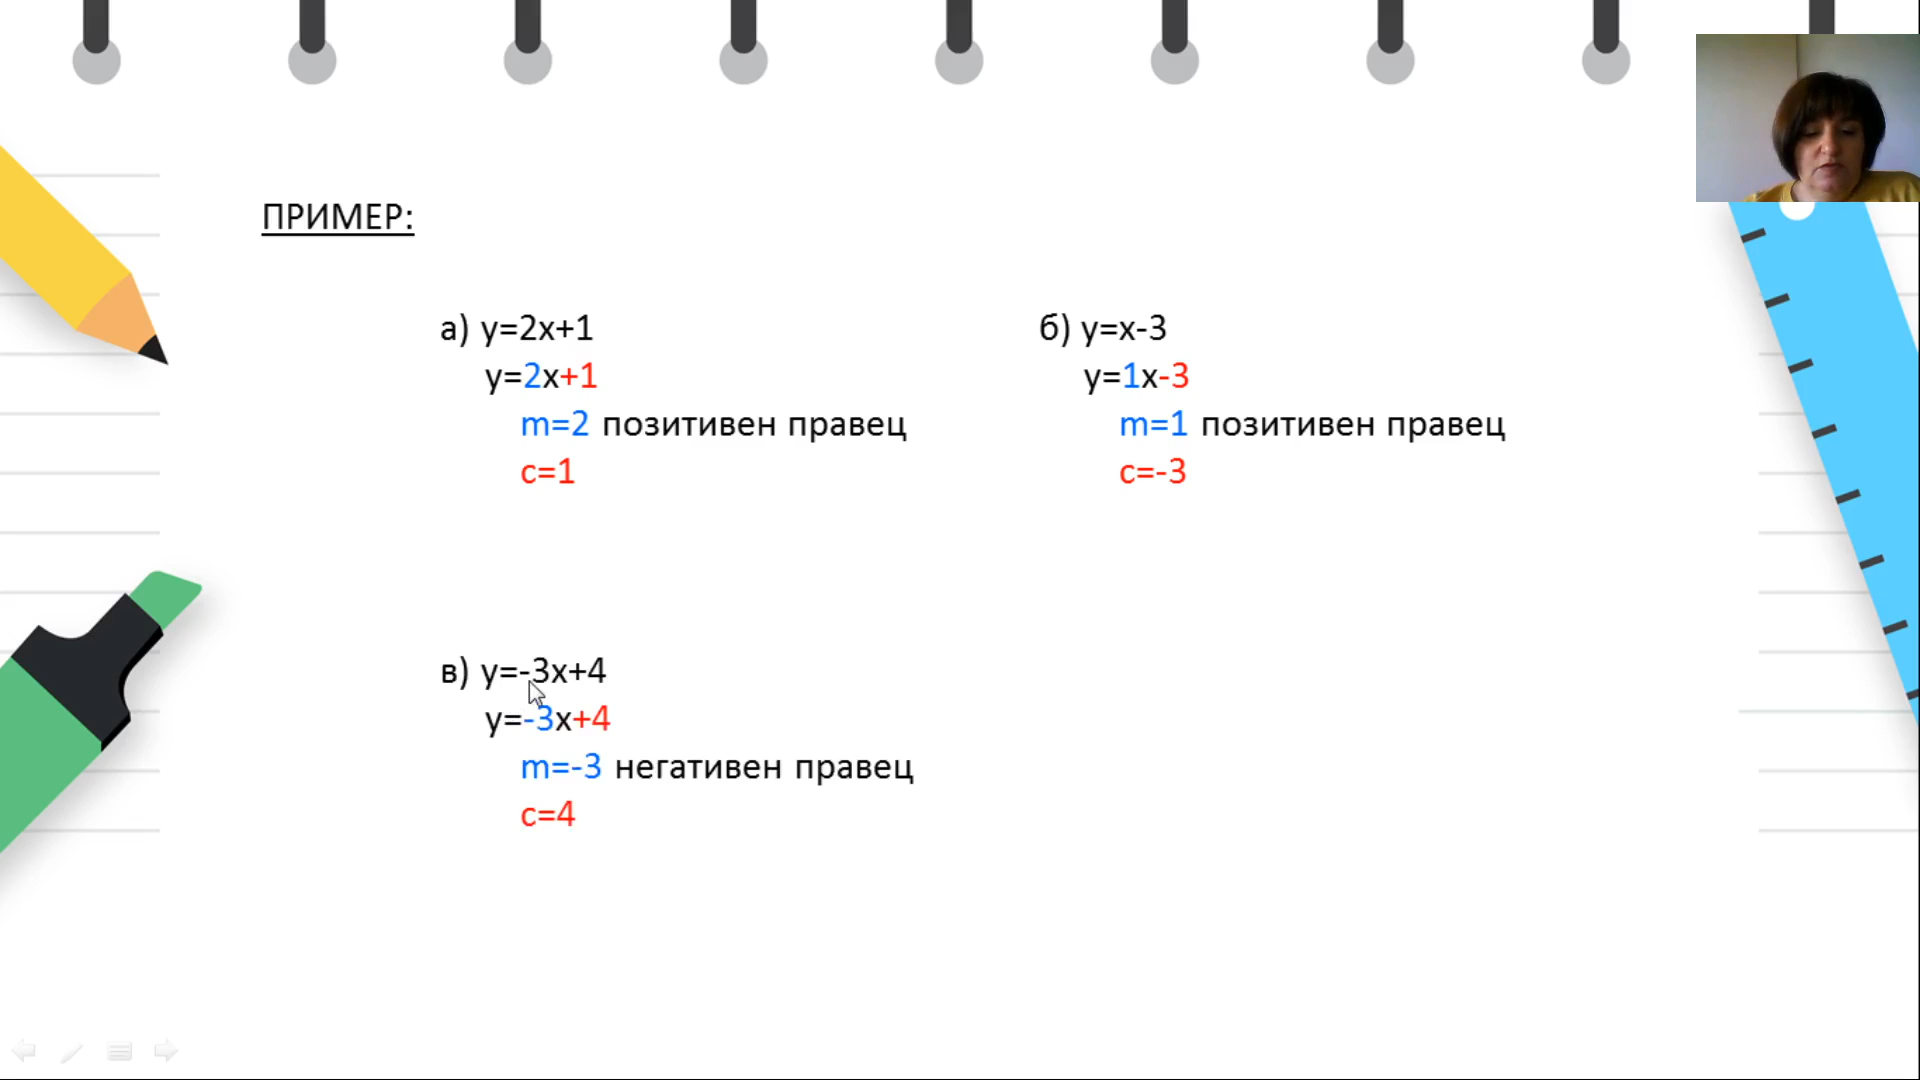 ПРИМЕР:
а) y=2x+1
y=2x+1
m=2 позитивен правец
c=1
б) y=x-3
y=1x-3
m=1 позитивен правец
c=-3
в) y=-3x+4
y=-3x+4
m=-3 негативен правец
c=4